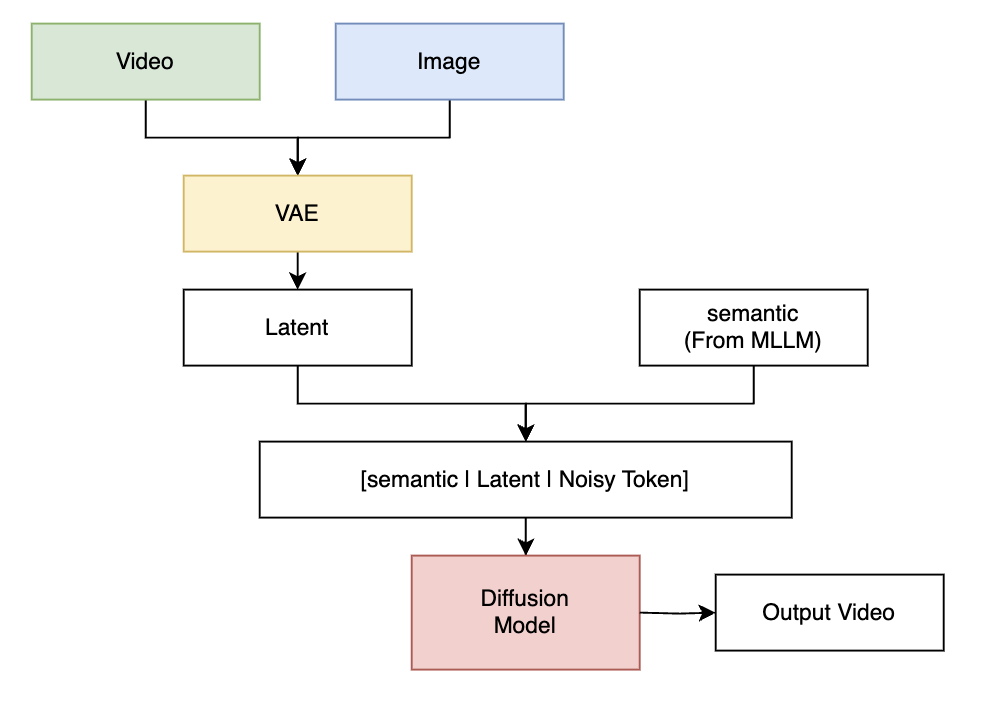 Video
Image
VAE
Latent
semantic
(From MLLM)
[semantic | Latent | Noisy Token]
Diffusion
Model
Output Video